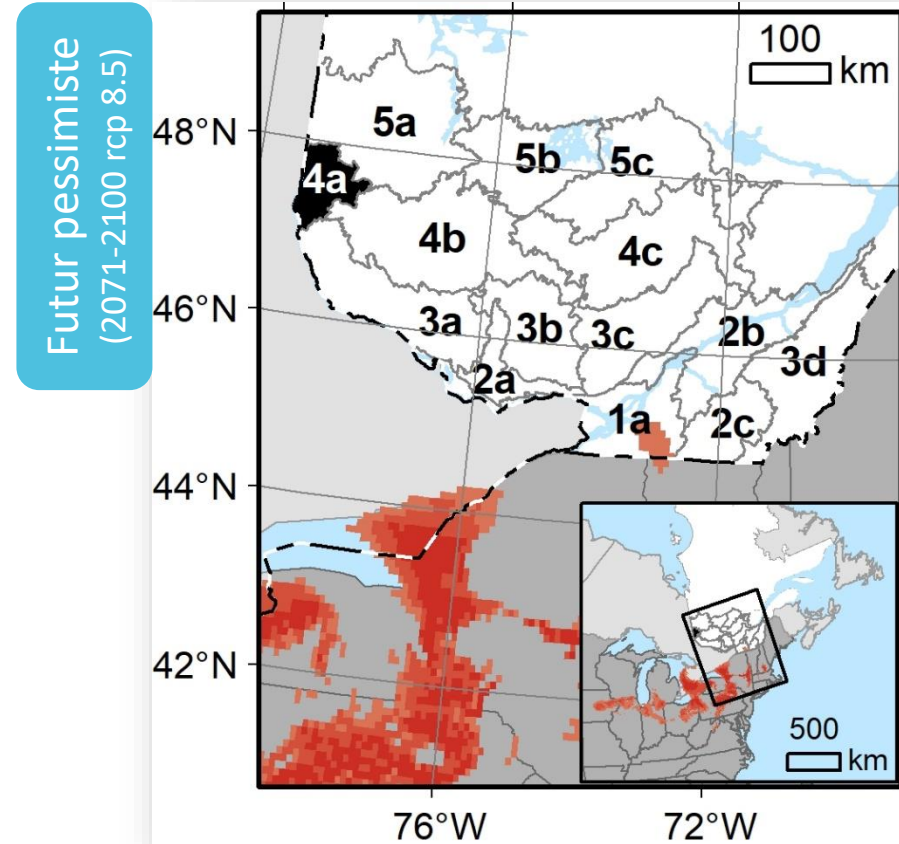 Futur pessimiste
(2071-2100 rcp 8.5)
100
km
48°N
46°N
44°N
42°N
5a
5b
5c
4a
4b
4c
3a
3b
3c
2b
3d
2a
1a
2c
500
km
76°W
72°W